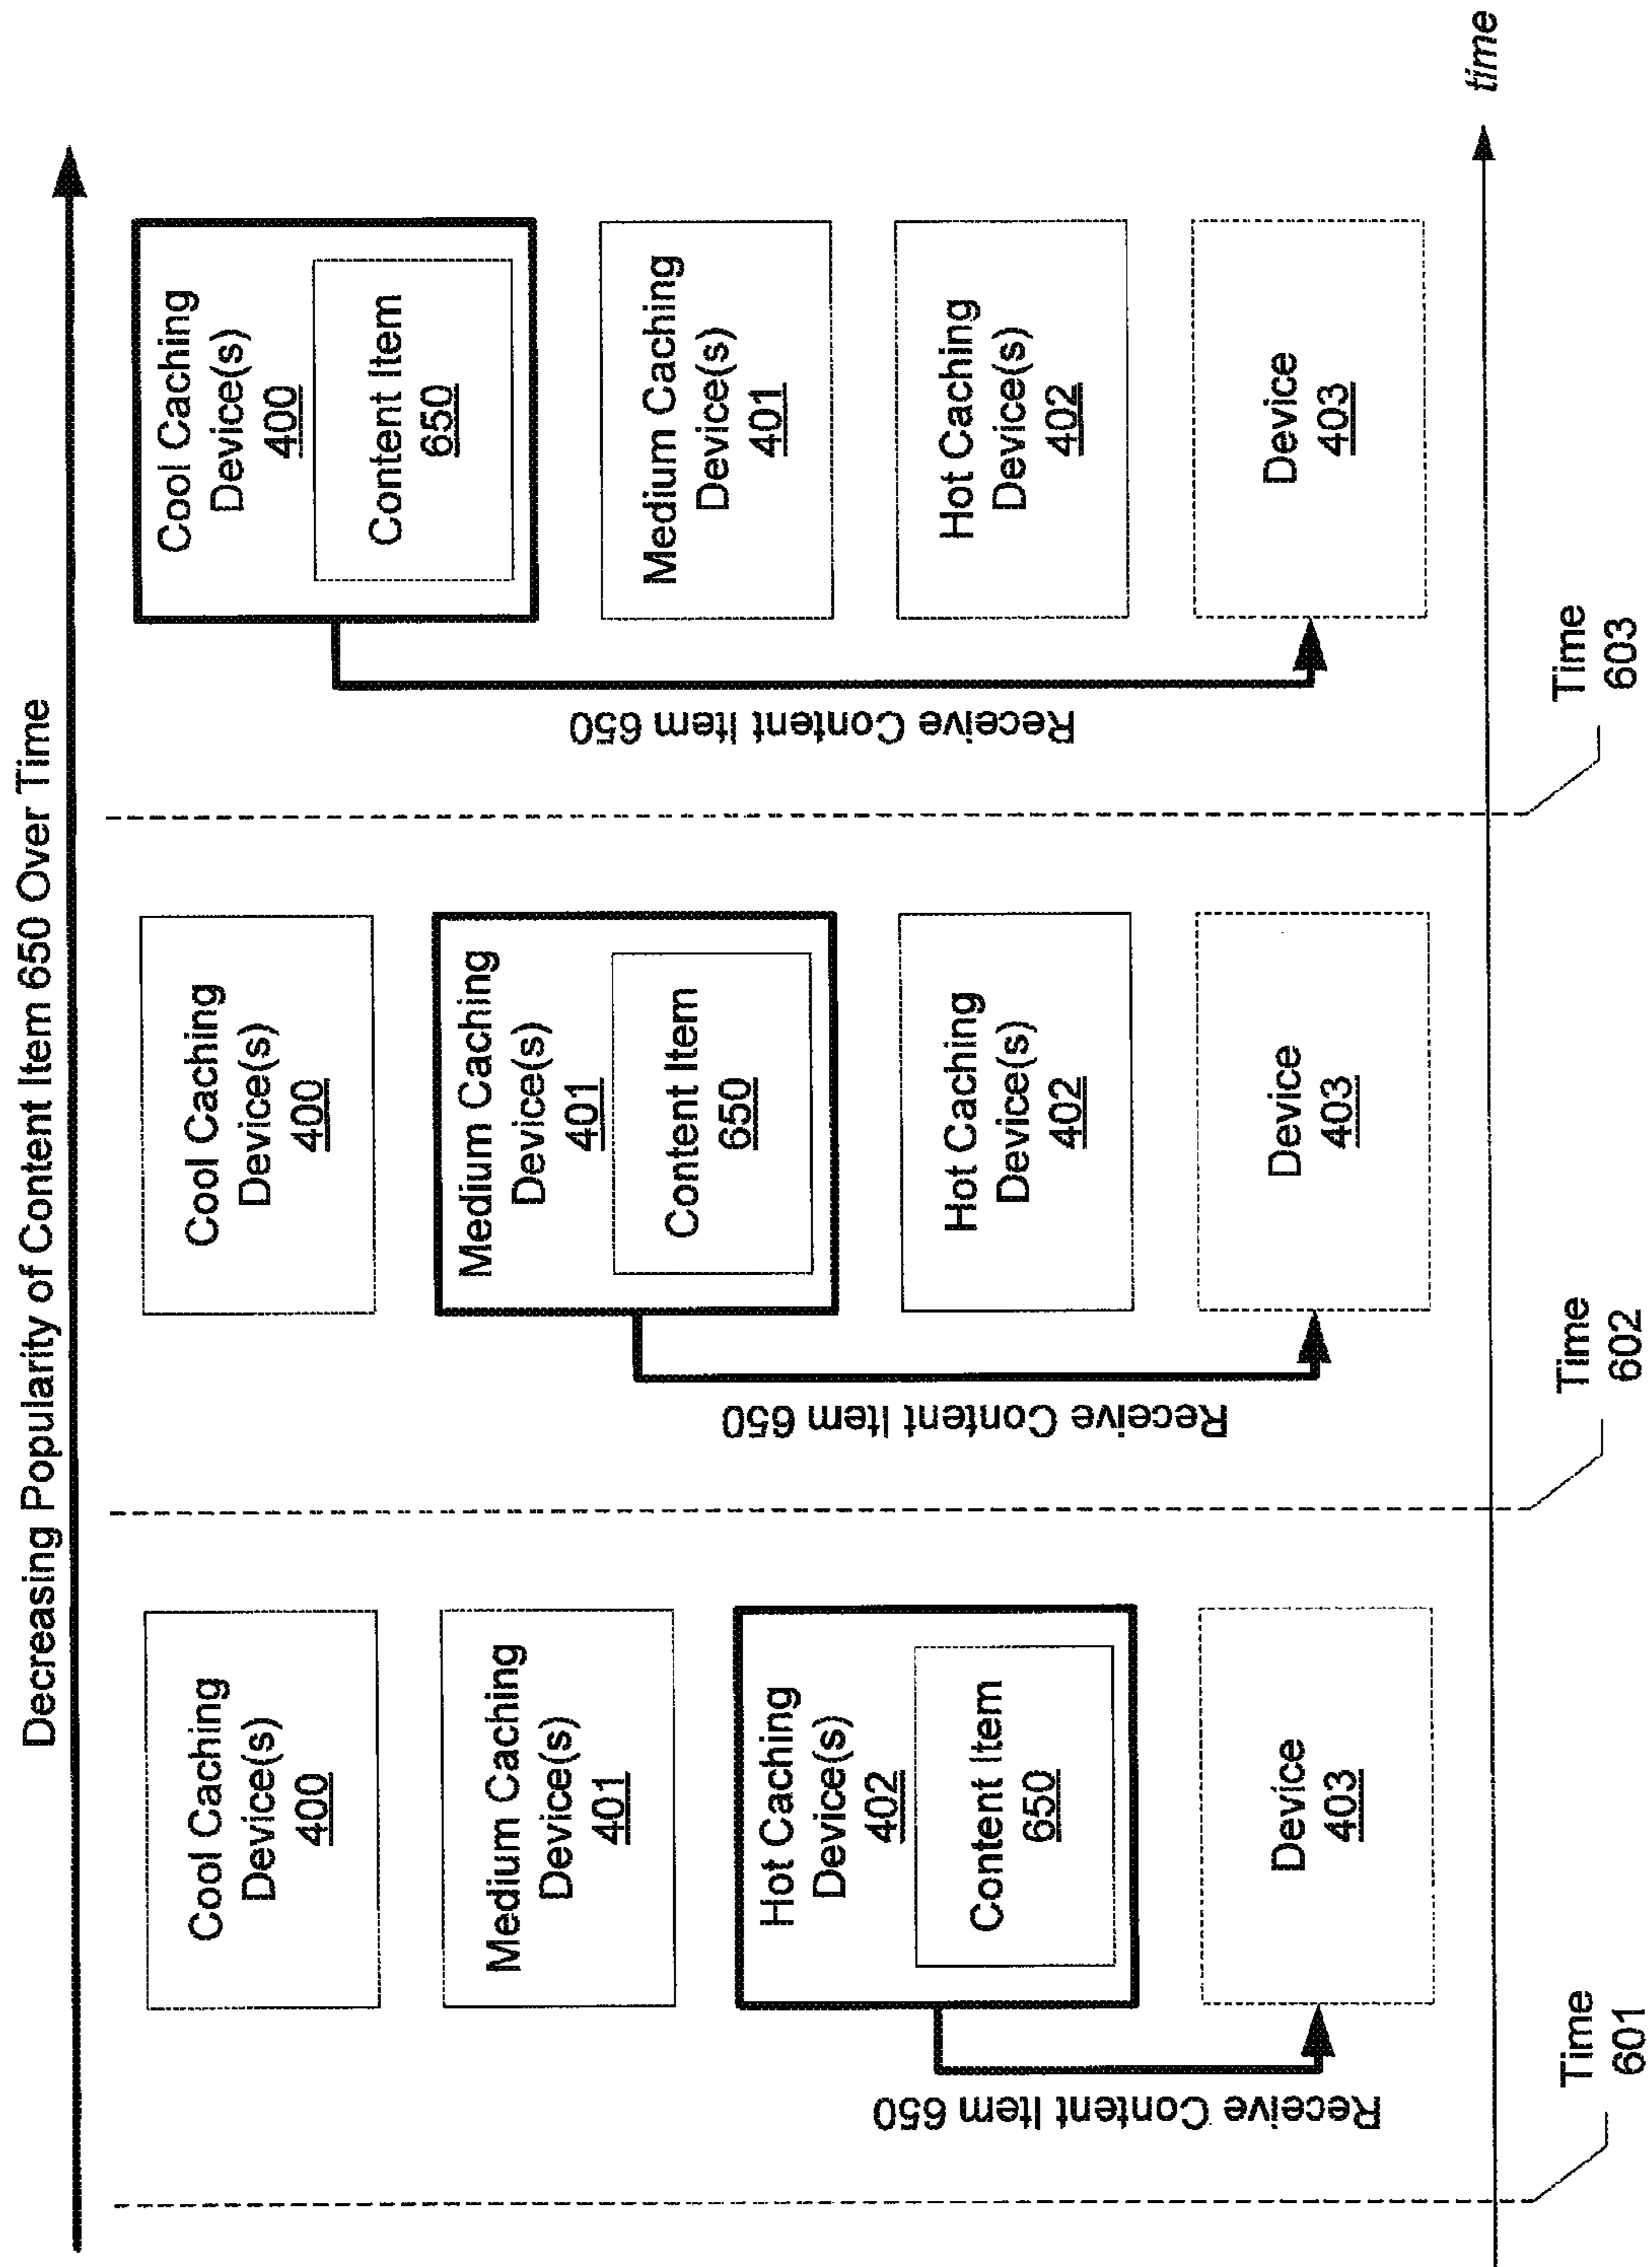 Decreasing Popularity of Content Item 650 Over Time
Cool Caching
Device(s)
400
Medium Caching
Device(s)
401
Hot Caching
Device(s)
402
Content Item
650
Device
403
Receive Content Item 650
Time
601
Cool Caching
Device(s)
400
Medium Caching
Device(s)
401
Content Item
650
Hot Caching
Device(s)
402
Device
403
Receive Content Item 650
Time
602
Cool Caching
Device(s)
400
Content Item
650
Medium Caching
Device(s)
401
Hot Caching
Device(s)
402
Device
403
Receive Content Item 650
Time
603
time